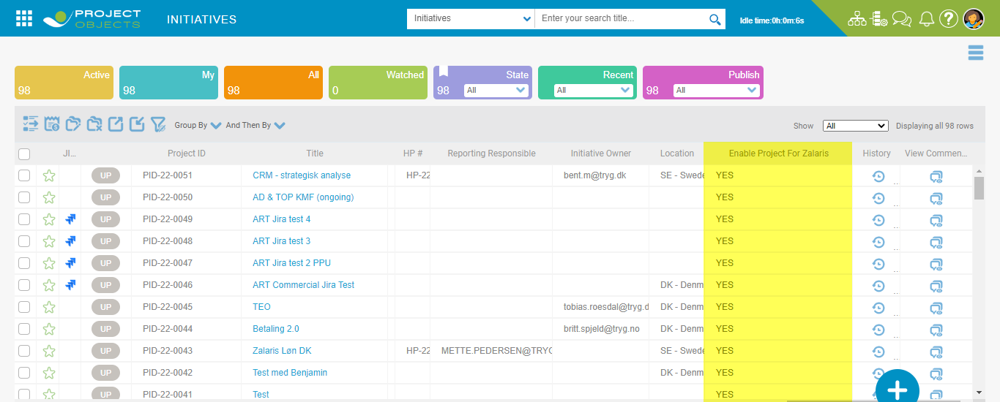 PROJECT
OBJECTS
INITIATIVES
Initiatives
Enter your search title...
Idle time:0h:0m:6s
Active
98
My
98
All
98
Watched
0
State
98 All
Recent
All
Publish
98 All
Group By And Then By Show All Displaying all 98 rows
JI... Project ID Title HP # Reporting Responsible Initiative Owner Location Enable Project For Zalaris History View Commen...
UP PID-22-0051 CRM - strategisk analyse HP-22 bent.m@tryg.dk SE - Swede YES ..
UP PID-22-0050 AD & TOP KMF (ongoing) YES ..
UP PID-22-0049 ART Jira test 4 YES ..
UP PID-22-0048 ART Jira test 3 YES ..
UP PID-22-0047 ART Jira test 2 PPU YES ..
UP PID-22-0046 ART Commercial Jira Test DK - Denm YES ..
UP PID-22-0045 TEO tobias.roesdal@tryg.d DK - Denm YES ..
UP PID-22-0044 Betaling 2.0 britt.spjeld@tryg.no DK - Denm YES ..
UP PID-22-0043 Zalaris Løn DK HP-22 METTE.PEDERSEN@TRYG SE - Swede YES ..
UP PID-22-0042 Test med Benjamin DK - Denm YES
UP PID-22-0041 Test DK - Denm YES